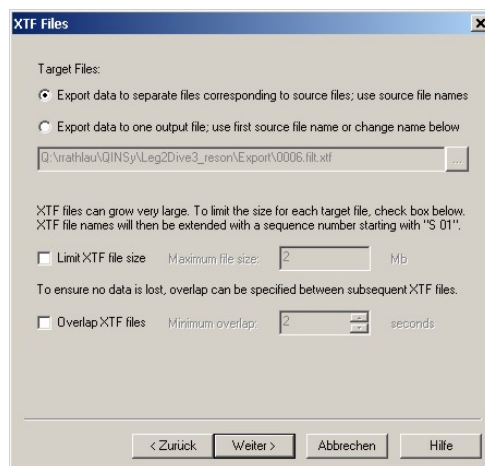 XTF Files
Target Files:
Export data to separate files corresponding to source files; use source file names
Export data to one output file; use first source file name or change name below
Q:\rrathlau\QINSy\Leg2Dive3_reson\Export\0006.filt.xtf
...
XTF files can grow very large. To limit the size for each target file, check box below.
XTF file names will then be extended with a sequence number starting with "S 01".
Limit XTF file size Maximum file size: 2 Mb
To ensure no data is lost, overlap can be specified between subsequent XTF files.
Overlap XTF files Minimum overlap: 2 seconds
< Zurück Weiter > Abbrechen Hilfe